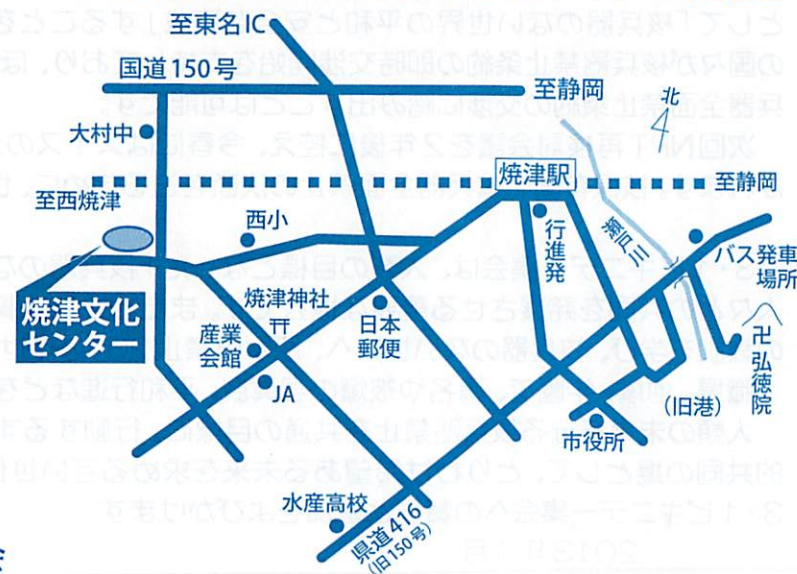 至東名IC
国道150号
至静岡
北
大村中
焼津駅
至静岡
至西焼津
西小
行進発
瀬戸川
バス発車
場所
焼津神社
焼津文化
センター
産業
会館
日本
郵便
卍弘徳院
JA
(旧港)
市役所
水産高校
県道416
(旧150号)